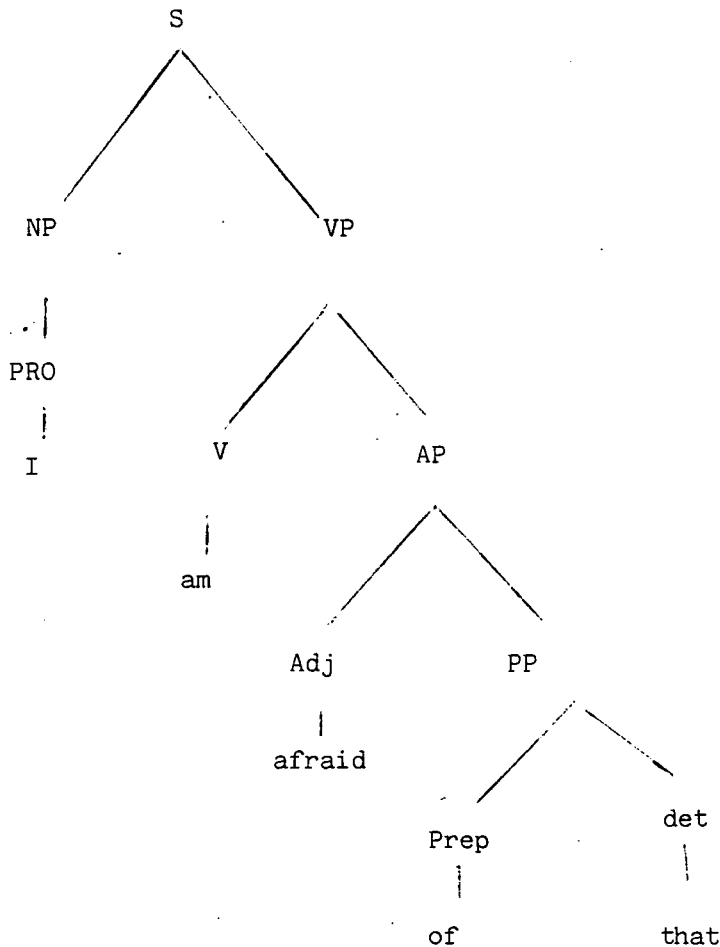 S
NP VP
PRO
I
V AP
am
Adj PP
afraid
Prep det
of that